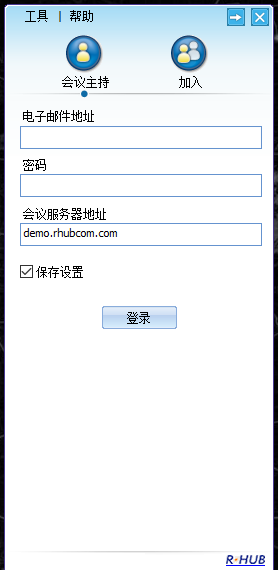 工具 | 帮助
会议主持 加入
电子邮件地址
密码
会议服务器地址
demo.rhubcom.com
保存设置
登录
R•HUB